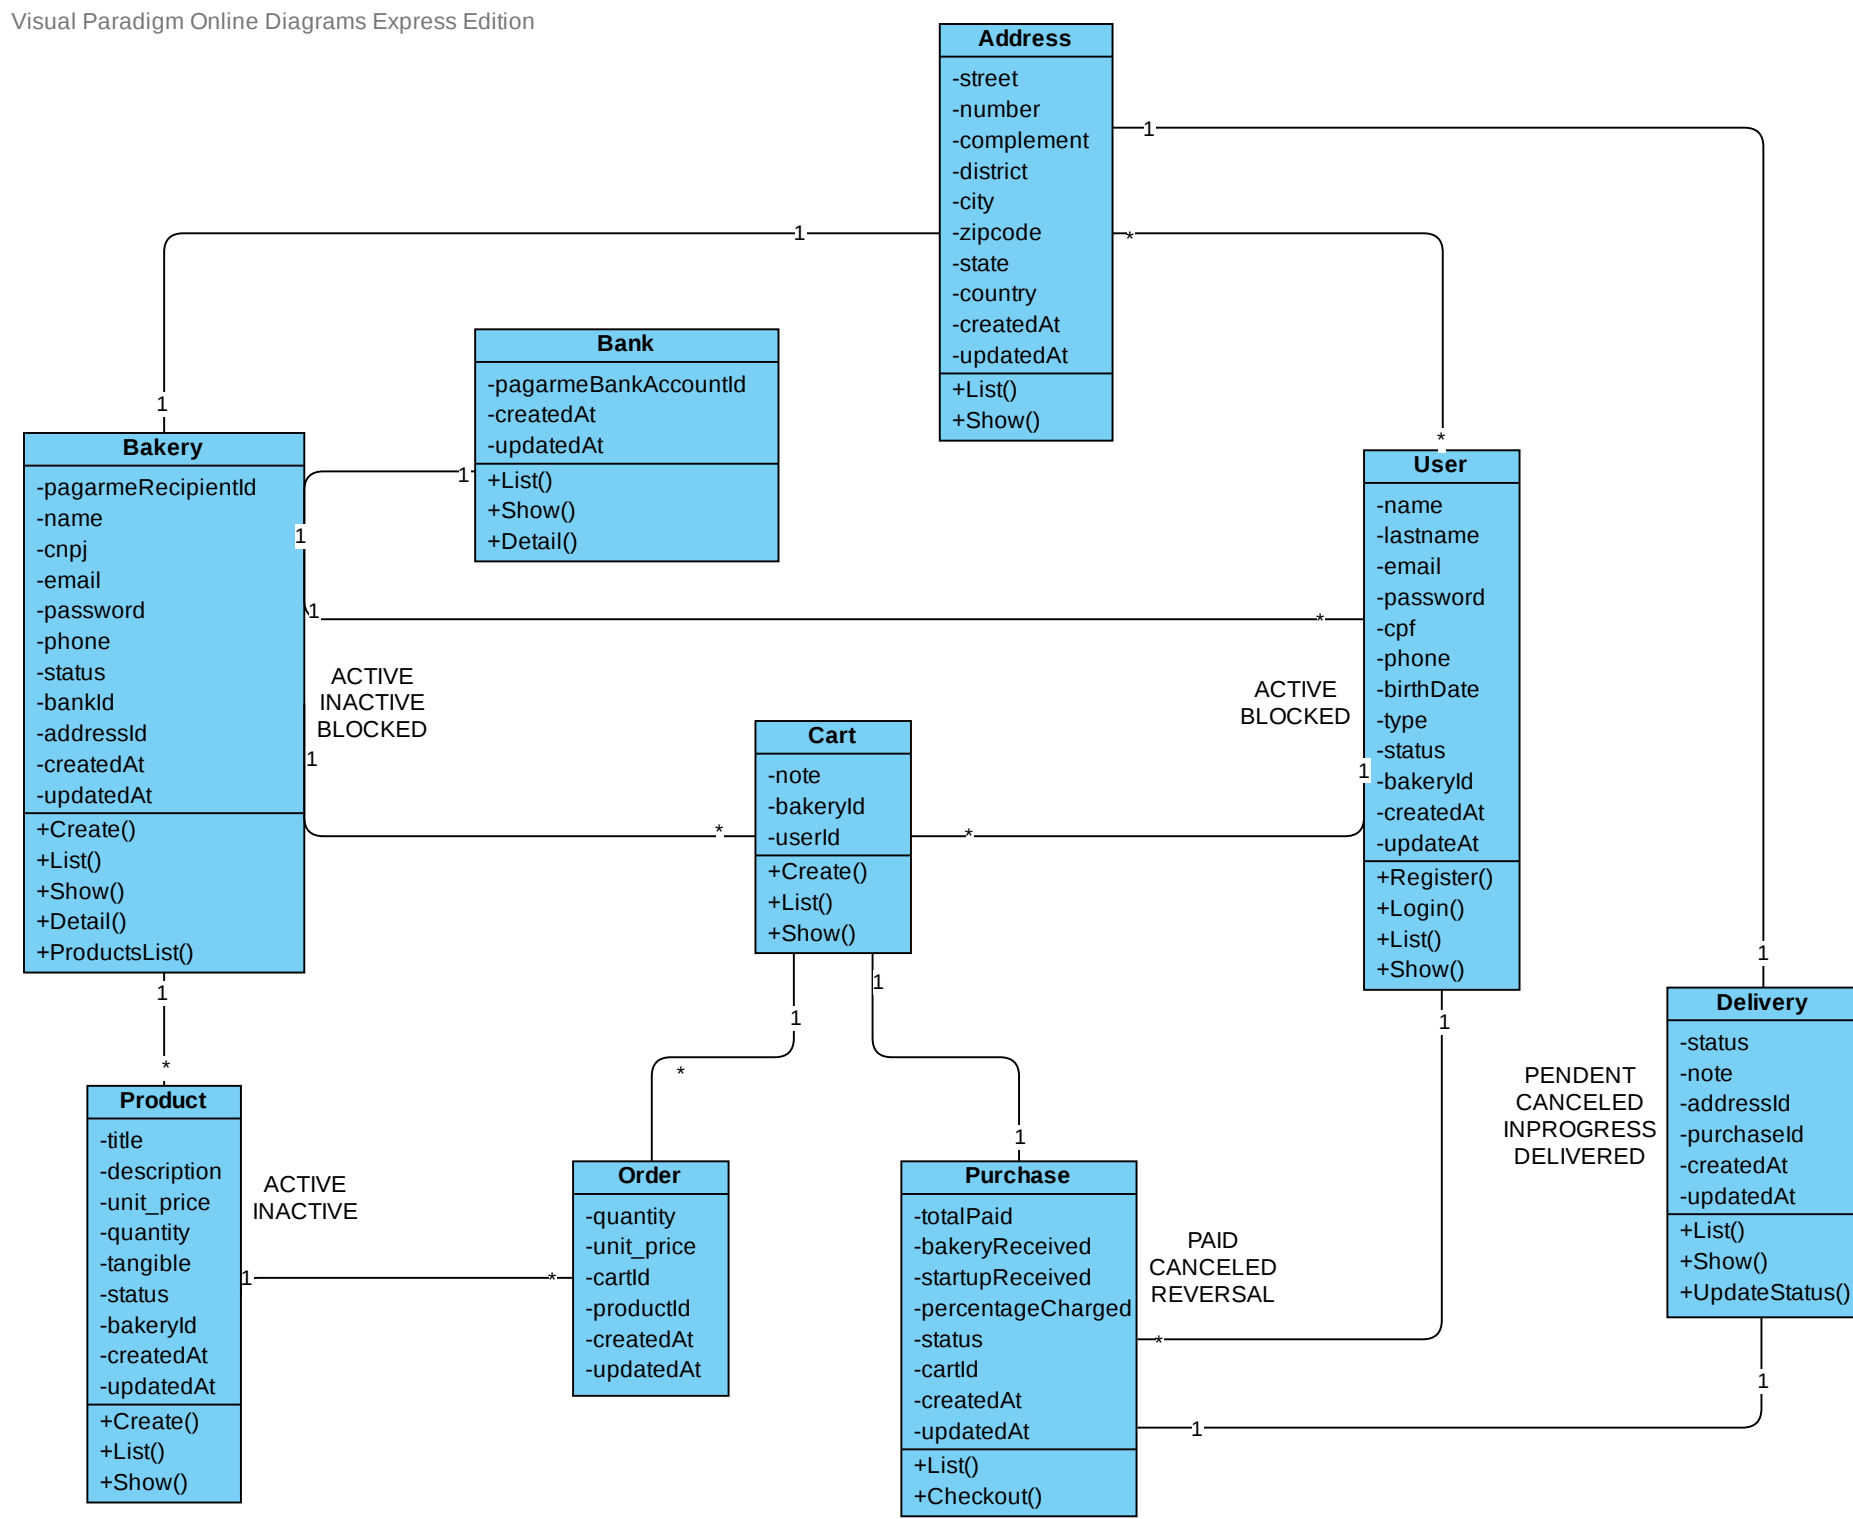 Visual Paradigm Online Diagrams Express Edition
Address
-street
-number
-complement
-district
-city
-zipcode
-state
-country
-createdAt
-updatedAt
+List()
+Show()
1
1
*
*
1
1
Bank
-pagarmeBankAccountId
-createdAt
-updatedAt
+List()
+Show()
+Detail()
1
1
Bakery
-pagarmeRecipientId
-name
-cnpj
-email
-password
-phone
-status
-bankId
-addressId
-createdAt
-updatedAt
+Create()
+List()
+Show()
+Detail()
+ProductsList()
1
*
ACTIVE
INACTIVE
BLOCKED
1
*
User
-name
-lastname
-email
-password
-cpf
-phone
-birthDate
-type
-status
-bakeryId
-createdAt
-updateAt
+Register()
+Login()
+List()
+Show()
ACTIVE
BLOCKED
1
*
Cart
-note
-bakeryId
-userId
+Create()
+List()
+Show()
1
*
1
1
1
*
Product
-title
-description
-unit_price
-quantity
-tangible
-status
-bakeryId
-createdAt
-updatedAt
+Create()
+List()
+Show()
ACTIVE
INACTIVE
1
*
Order
-quantity
-unit_price
-cartId
-productId
-createdAt
-updatedAt
Purchase
-totalPaid
-bakeryReceived
-startupReceived
-percentageCharged
-status
-cartId
-createdAt
-updatedAt
+List()
+Checkout()
PAID
CANCELED
REVERSAL
1
*
1
1
Delivery
-status
-note
-addressId
-purchaseId
-createdAt
-updatedAt
+List()
+Show()
+UpdateStatus()
PENDENT
CANCELED
INPROGRESS
DELIVERED